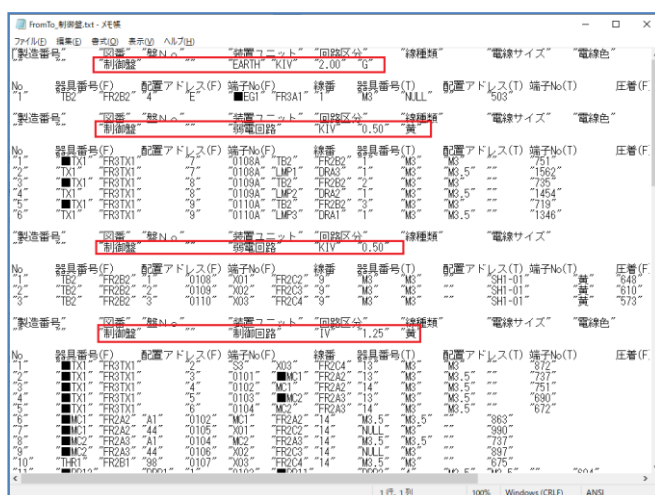 FromTo_制御盤.txt - メモ帳
ファイル(F) 編集(E) 書式(O) 表示(V) ヘルプ(H)
"製造番号" "図番" "盤No" "装置ユニット" "回路区分" "線種類" "電線サイズ" "電線色"
"" "制御盤" "" "EARTH" "KIV" "2.00" "G"
No 器具番号(F) 配置アドレス(F) 端子No(F) 線番 器具番号(T) 配置アドレス(T) 端子No(T) 圧着(F
"1" "TB2" "FR2B2" "4" "E" "■EG1" "FR3A1" "1" "M3" "NULL" "" "503"
"製造番号" "図番" "盤No" "装置ユニット" "回路区分" "線種類" "電線サイズ" "電線色"
"" "制御盤" "" "弱電回路" "KIV" "0.50" "黄"
No 器具番号(F) 配置アドレス(F) 端子No(F) 線番 器具番号(T) 配置アドレス(T) 端子No(T) 圧着(F
"1" "■TX1" "FR3TX1" "7" "0108A" "TB2" "FR2B2" "1" "M3" "M3" "" "751"
"2" "TX1" "FR3TX1" "7" "0108A" "LMP1" "DRA3" "1" "M3" "M3.5" "" "1562"
"3" "■TX1" "FR3TX1" "8" "0109A" "TB2" "FR2B2" "2" "M3" "M3" "" "735"
"4" "TX1" "FR3TX1" "8" "0109A" "LMP2" "DRA2" "1" "M3" "M3.5" "" "1454"
"5" "■TX1" "FR3TX1" "9" "0110A" "TB2" "FR2B2" "3" "M3" "M3" "" "719"
"6" "TX1" "FR3TX1" "9" "0110A" "LMP3" "DRA1" "1" "M3" "M3.5" "" "1346"
"製造番号" "図番" "盤No" "装置ユニット" "回路区分" "線種類" "電線サイズ"
"" "制御盤" "" "弱電回路" "KIV" "0.50"
No 器具番号(F) 配置アドレス(F) 端子No(F) 線番 器具番号(T) 配置アドレス(T) 端子No(T) 圧着(F
"1" "TB2" "FR2B2" "1" "0108" "X01" "FR2C2" "9" "M3" "M3" "" "SH1-01" "黄" "648
"2" "TB2" "FR2B2" "2" "0109" "X02" "FR2C3" "9" "M3" "M3" "" "SH1-01" "黄" "610
"3" "TB2" "FR2B2" "3" "0110" "X03" "FR2C4" "9" "M3" "M3" "" "SH1-01" "黄" "573
"製造番号" "図番" "盤No" "装置ユニット" "回路区分" "線種類" "電線サイズ" "電線色"
"" "制御盤" "" "制御回路" "IV" "1.25" "黄"
No 器具番号(F) 配置アドレス(F) 端子No(F) 線番 器具番号(T) 配置アドレス(T) 端子No(T) 圧着(F
"1" "■TX1" "FR3TX1" "2" "S3" "X03" "FR2C4" "13" "M3" "M3" "" "872"
"2" "■TX1" "FR3TX1" "3" "0101" "■MC1" "FR2A2" "13" "M3" "M3.5" "" "737"
"3" "■TX1" "FR3TX1" "4" "0102" "MC1" "FR2A2" "14" "M3" "M3.5" "" "751"
"4" "■TX1" "FR3TX1" "5" "0103" "■MC2" "FR2A3" "13" "M3" "M3.5" "" "690"
"5" "■TX1" "FR3TX1" "6" "0104" "MC2" "FR2A3" "14" "M3" "M3.5" "" "672"
"6" "■MC1" "FR2A2" "A1" "0102" "MC1" "FR2A2" "14" "M3.5" "M3.5" "" "863"
"7" "■MC1" "FR2A2" "44" "0105" "X01" "FR2C2" "14" "NULL" "M3" "" "990"
"8" "■MC2" "FR2A3" "A1" "0104" "MC2" "FR2A3" "14" "M3.5" "M3.5" "" "737"
"9" "■MC2" "FR2A3" "44" "0106" "X02" "FR2C3" "14" "NULL" "M3" "" "897"
"10" "THR1" "FR2B1" "98" "0107" "X03" "FR2C4" "14" "M3.5" "M3" "" "675"
1行、1列 100% Windows (CRLF) ANSI